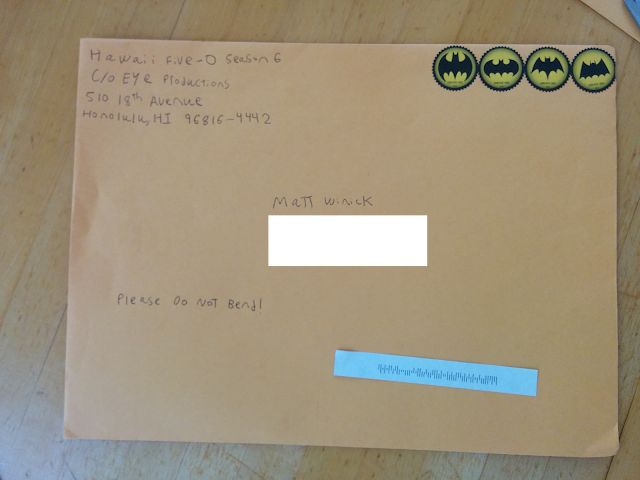 Hawaii Five-0 Season 6
C/o EYE Productions
510 18th Avenue
Honolulu, HI 96816-4442
Matt Winick
Please Do Not Bend!